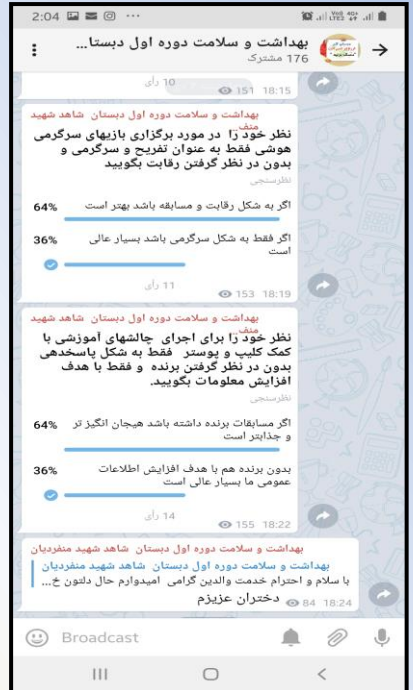 2:04
بهداشت و سلامت دوره اول دبستا...
176 مشترک
10 رأی
151 18:15
بهداشت و سلامت دوره اول دبستان شاهد شهید منف...
نظر خود را در مورد برگزاری بازیهای سرگرمی
هوشی فقط به عنوان تفریح و سرگرمی و
بدون در نظر گرفتن رقابت بگویید
نظرسنجی
64% اگر به شکل رقابت و مسابقه باشد بهتر است
36% اگر فقط به شکل سرگرمی باشد بسیار عالی
است
11 رأی
153 18:19
بهداشت و سلامت دوره اول دبستان شاهد شهید منف...
نظر خود را برای اجرای چالشهای آموزشی با
کمک کلیپ و پوستر فقط به شکل پاسخدهی
بدون در نظر گرفتن برنده و فقط با هدف
افزایش معلومات بگویید.
نظرسنجی
64% اگر مسابقات برنده داشته باشد هیجان انگیز تر
و جذابتر است
36% بدون برنده هم با هدف افزایش اطلاعات
عمومی ما بسیار عالی است
14 رأی
155 18:22
بهداشت و سلامت دوره اول دبستان شاهد شهید منفردیان
بهداشت و سلامت دوره اول دبستان شاهد شهید منفردیان
با سلام و احترام خدمت والدین گرامی امیدوارم حال دلتون خ...
دختران عزیزم
84 18:24
Broadcast